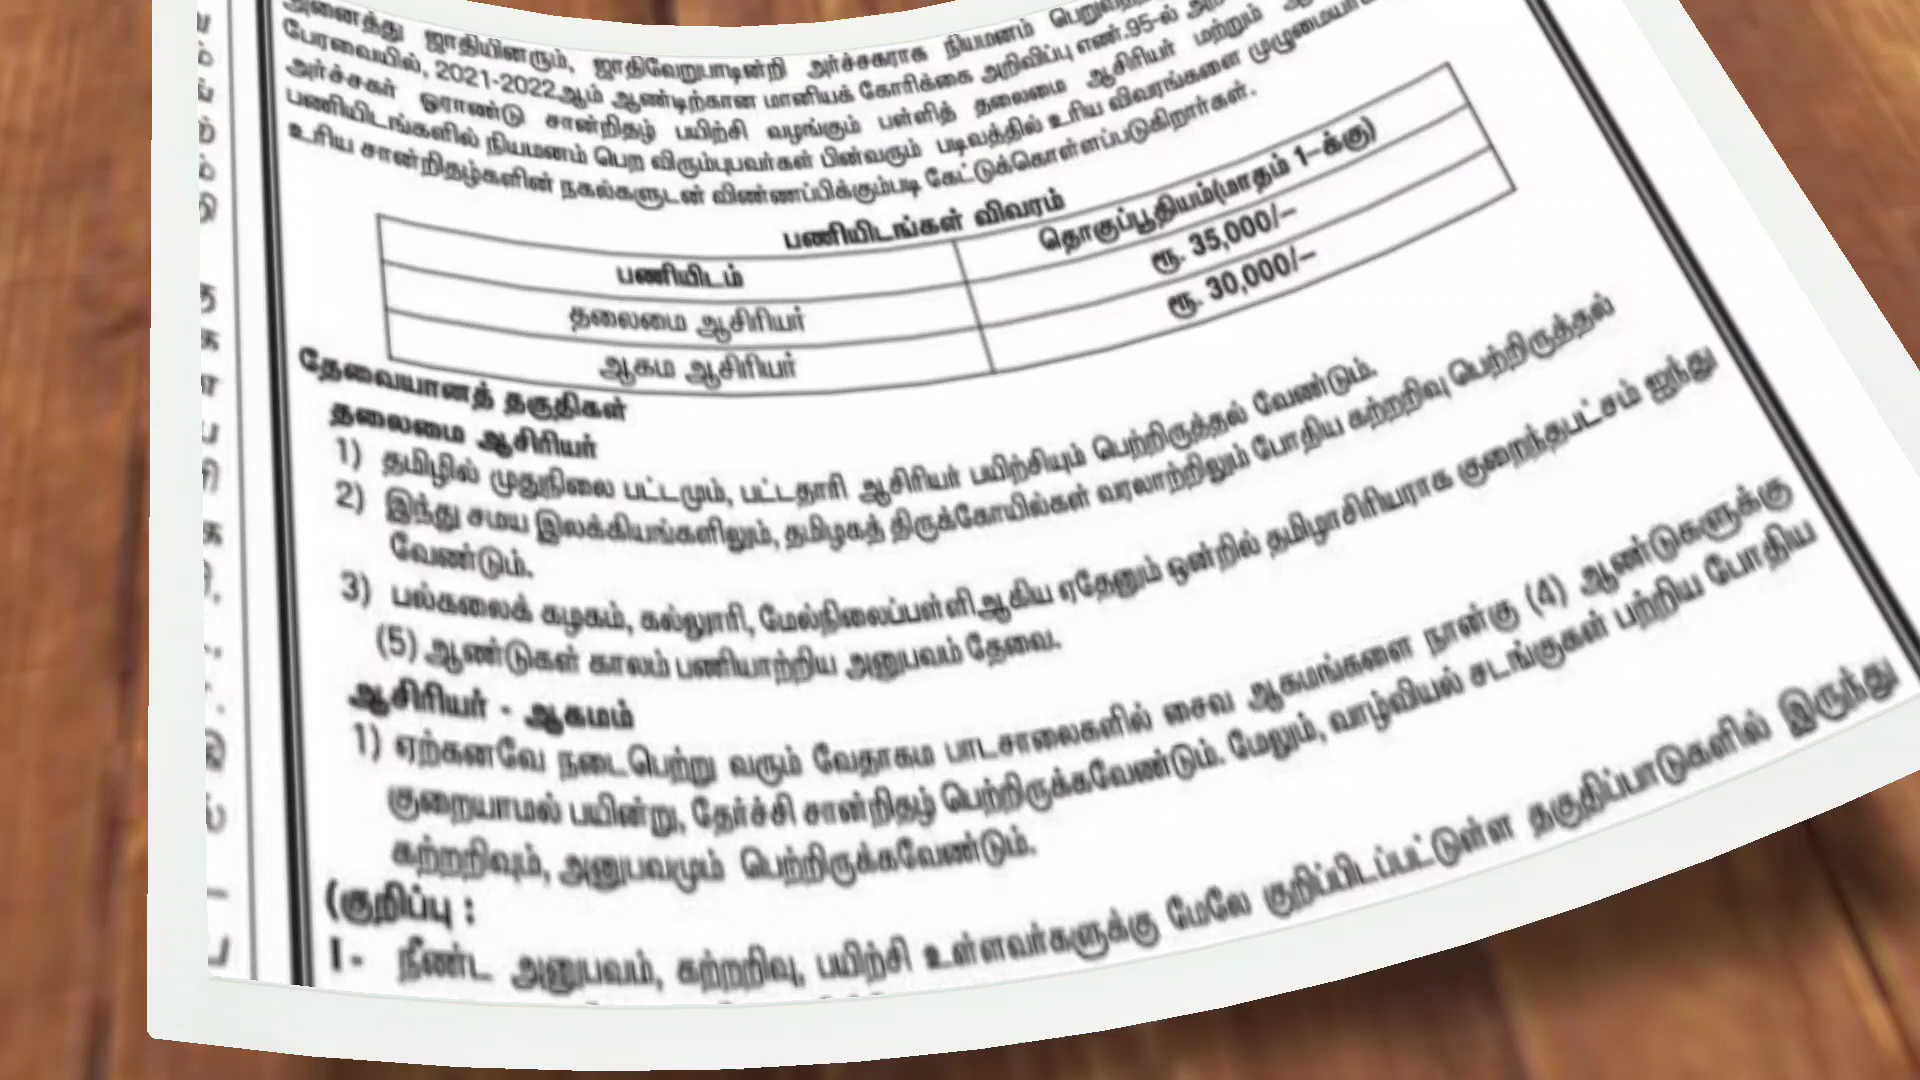 அனைத்து ஜாதியினரும், ஜாதிவேறுபாடின்றி அர்ச்சகராக நியமனம்
பேரவையில், 2021-2022ஆம் ஆண்டிற்கான மானியக் கோரிக்கை அறிவிப்பு எண்.95-ல்
அர்ச்சகர் ஓராண்டு சான்றிதழ் பயிற்சி வழங்கும் பள்ளித் தலைமை ஆசிரியர் மற்றும்
பணியிடங்களில் நியமனம் பெற விரும்புபவர்கள் பின்வரும் படிவத்தில் உரிய விவரங்களை
உரிய சான்றிதழ்களின் நகல்களுடன் விண்ணப்பிக்கும்படி கேட்டுக்கொள்ளப்படுகிறார்கள்.
பணியிடங்கள் விவரம்
பணியிடம் தொகுப்பூதியம்(மாதம் 1-க்கு)
தலைமை ஆசிரியர் ரூ. 35,000/-
ஆகம ஆசிரியர் ரூ. 30,000/-
தேவையானத் தகுதிகள்
தலைமை ஆசிரியர்
1) தமிழில் முதுநிலை பட்டமும், பட்டதாரி ஆசிரியர் பயிற்சியும் பெற்றிருத்தல் வேண்டும்.
2) இந்து சமய இலக்கியங்களிலும், தமிழகத் திருக்கோயில்கள் வரலாற்றிலும் போதிய கற்றறிவு பெற்றிருத்தல்
வேண்டும்.
3) பல்கலைக் கழகம், கல்லூரி, மேல்நிலைப்பள்ளிஆகிய ஏதேனும் ஒன்றில் தமிழாசிரியராக குறைந்தபட்சம் ஐந்து
(5) ஆண்டுகள் காலம் பணியாற்றிய அனுபவம் தேவை.
ஆசிரியர் - ஆகமம்
1) ஏற்கனவே நடைபெற்று வரும் வேதாகம பாடசாலைகளில் சைவ ஆகமங்களை நான்கு (4) ஆண்டுகளுக்கு
குறையாமல் பயின்று, தேர்ச்சி சான்றிதழ் பெற்றிருக்கவேண்டும். மேலும், வாழ்வியல் சடங்குகள் பற்றிய போதிய
கற்றறிவும், அனுபவமும் பெற்றிருக்கவேண்டும்.
(குறிப்பு :
I- நீண்ட அனுபவம், கற்றறிவு, பயிற்சி உள்ளவர்களுக்கு மேலே குறிப்பிடப்பட்டுள்ள தகுதிப்பாடுகளில் இருந்து